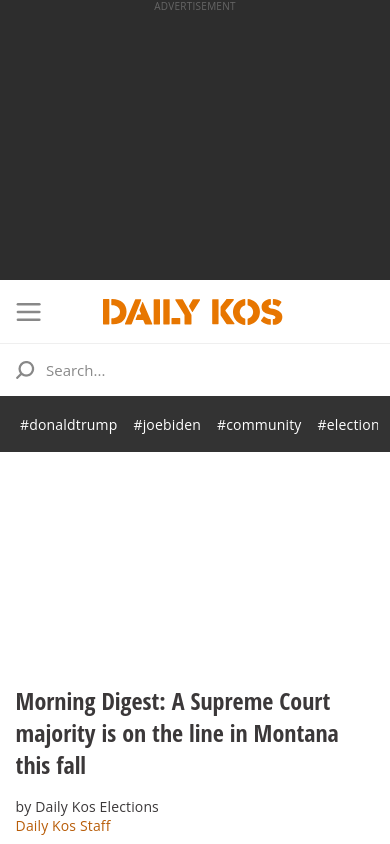 ADVERTISEMENT
DAILY KOS
Search...
#donaldtrump #joebiden #community #election
Morning Digest: A Supreme Court
majority is on the line in Montana
this fall
by Daily Kos Elections
Daily Kos Staff